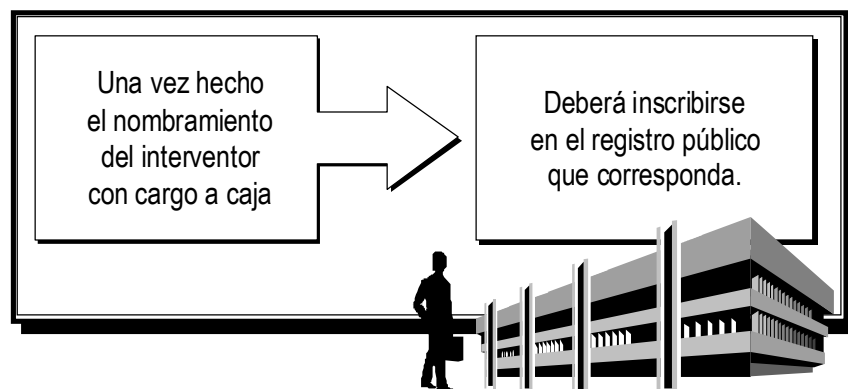 Una vez hecho
el nombramiento
del interventor
con cargo a caja
Deberá inscribirse
en el registro público
que corresponda.